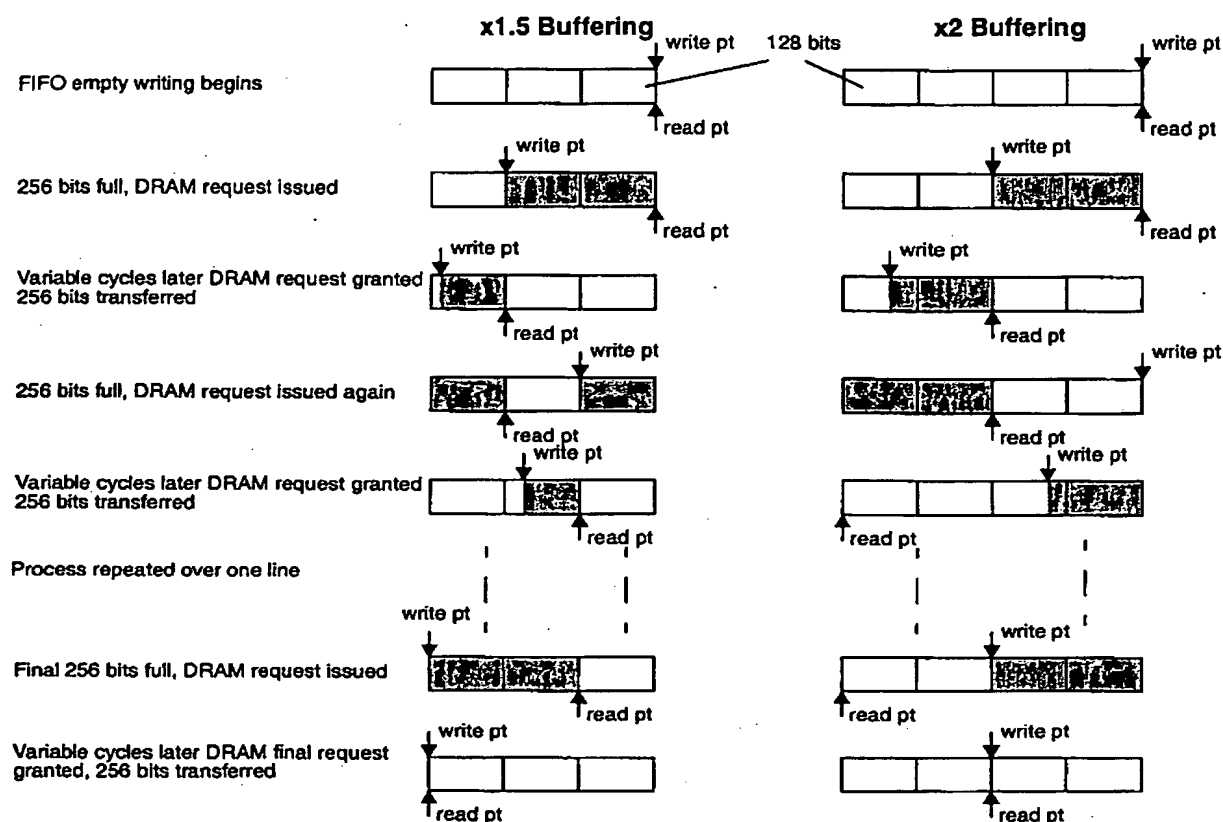 x1.5 Buffering
x2 Buffering
write pt
128 bits
write pt
FIFO empty writing begins
read pt
read pt
write pt
write pt
256 bits full, DRAM request issued
read pt
read pt
write pt
write pt
Variable cycles later DRAM request granted
256 bits transferred
read pt
read pt
write pt
write pt
256 bits full, DRAM request issued again
read pt
read pt
write pt
write pt
Variable cycles later DRAM request granted
256 bits transferred
read pt
read pt
Process repeated over one line
write pt
write pt
Final 256 bits full, DRAM request issued
read pt
read pt
write pt
write pt
Variable cycles later DRAM final request
granted, 256 bits transferred
read pt
read pt